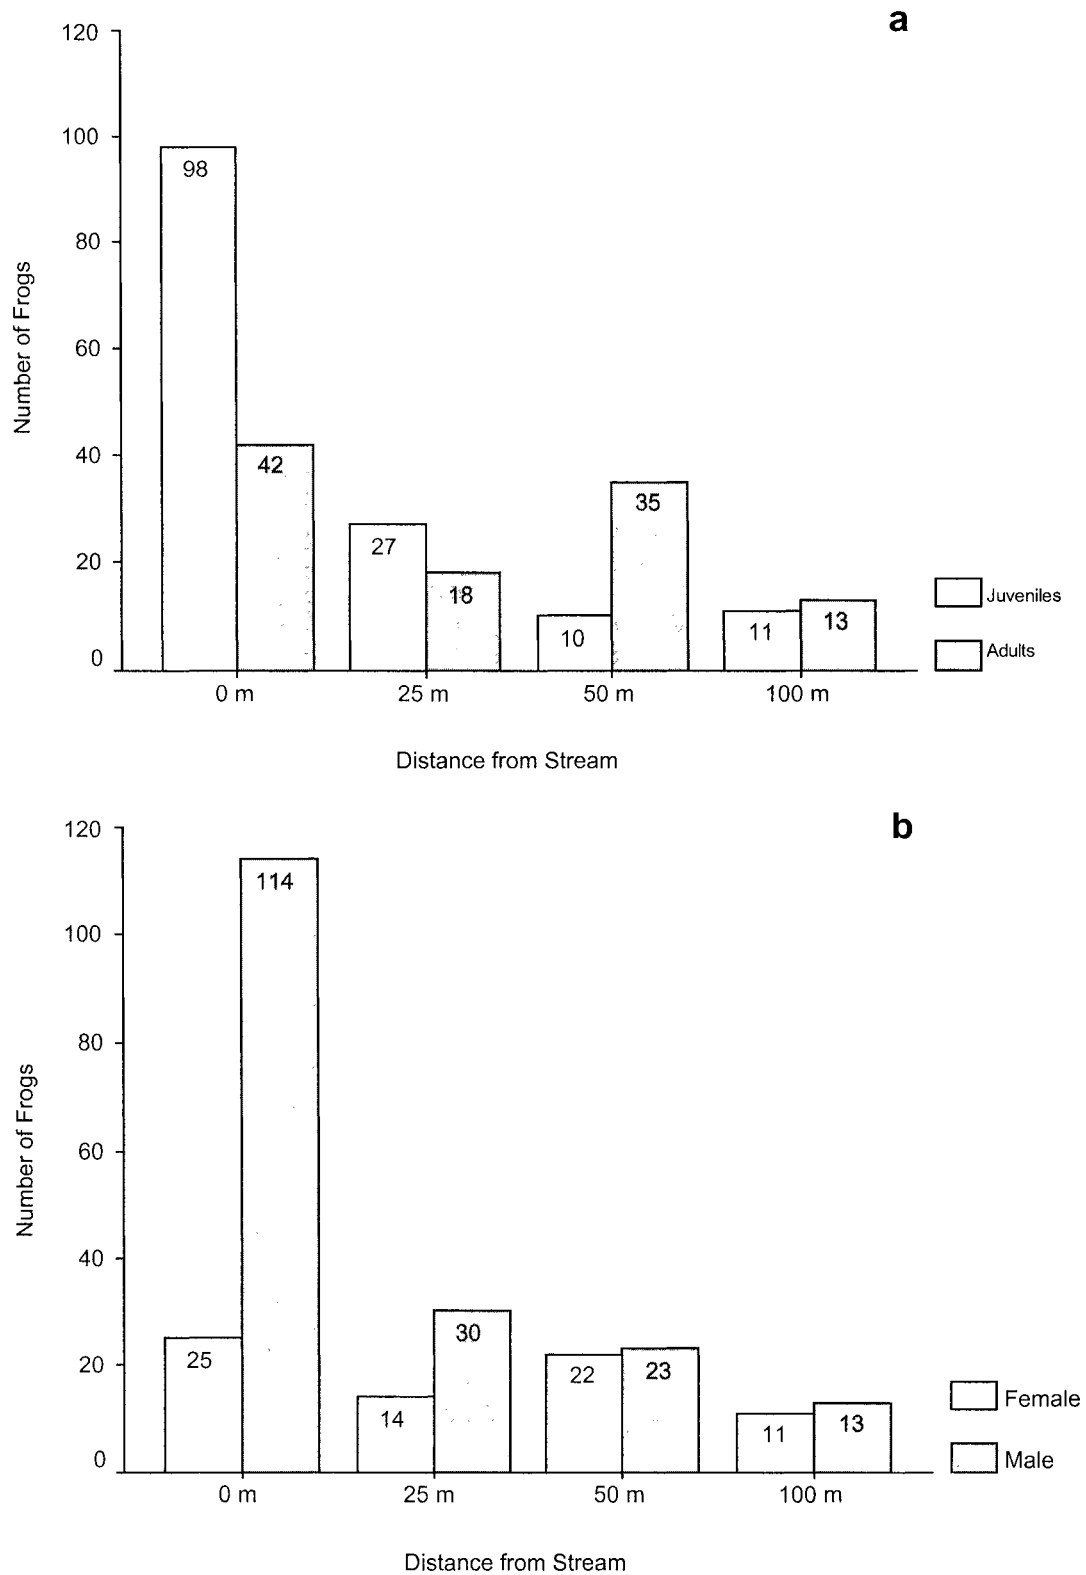 a
120
100
80
60
40
20
0
Number of Frogs
98
42
27
18
10
35
11
13
0 m
25 m
50 m
100 m
Distance from Stream
Juveniles
Adults
b
120
100
80
60
40
20
0
Number of Frogs
25
114
14
30
22
23
11
13
0 m
25 m
50 m
100 m
Distance from Stream
Female
Male